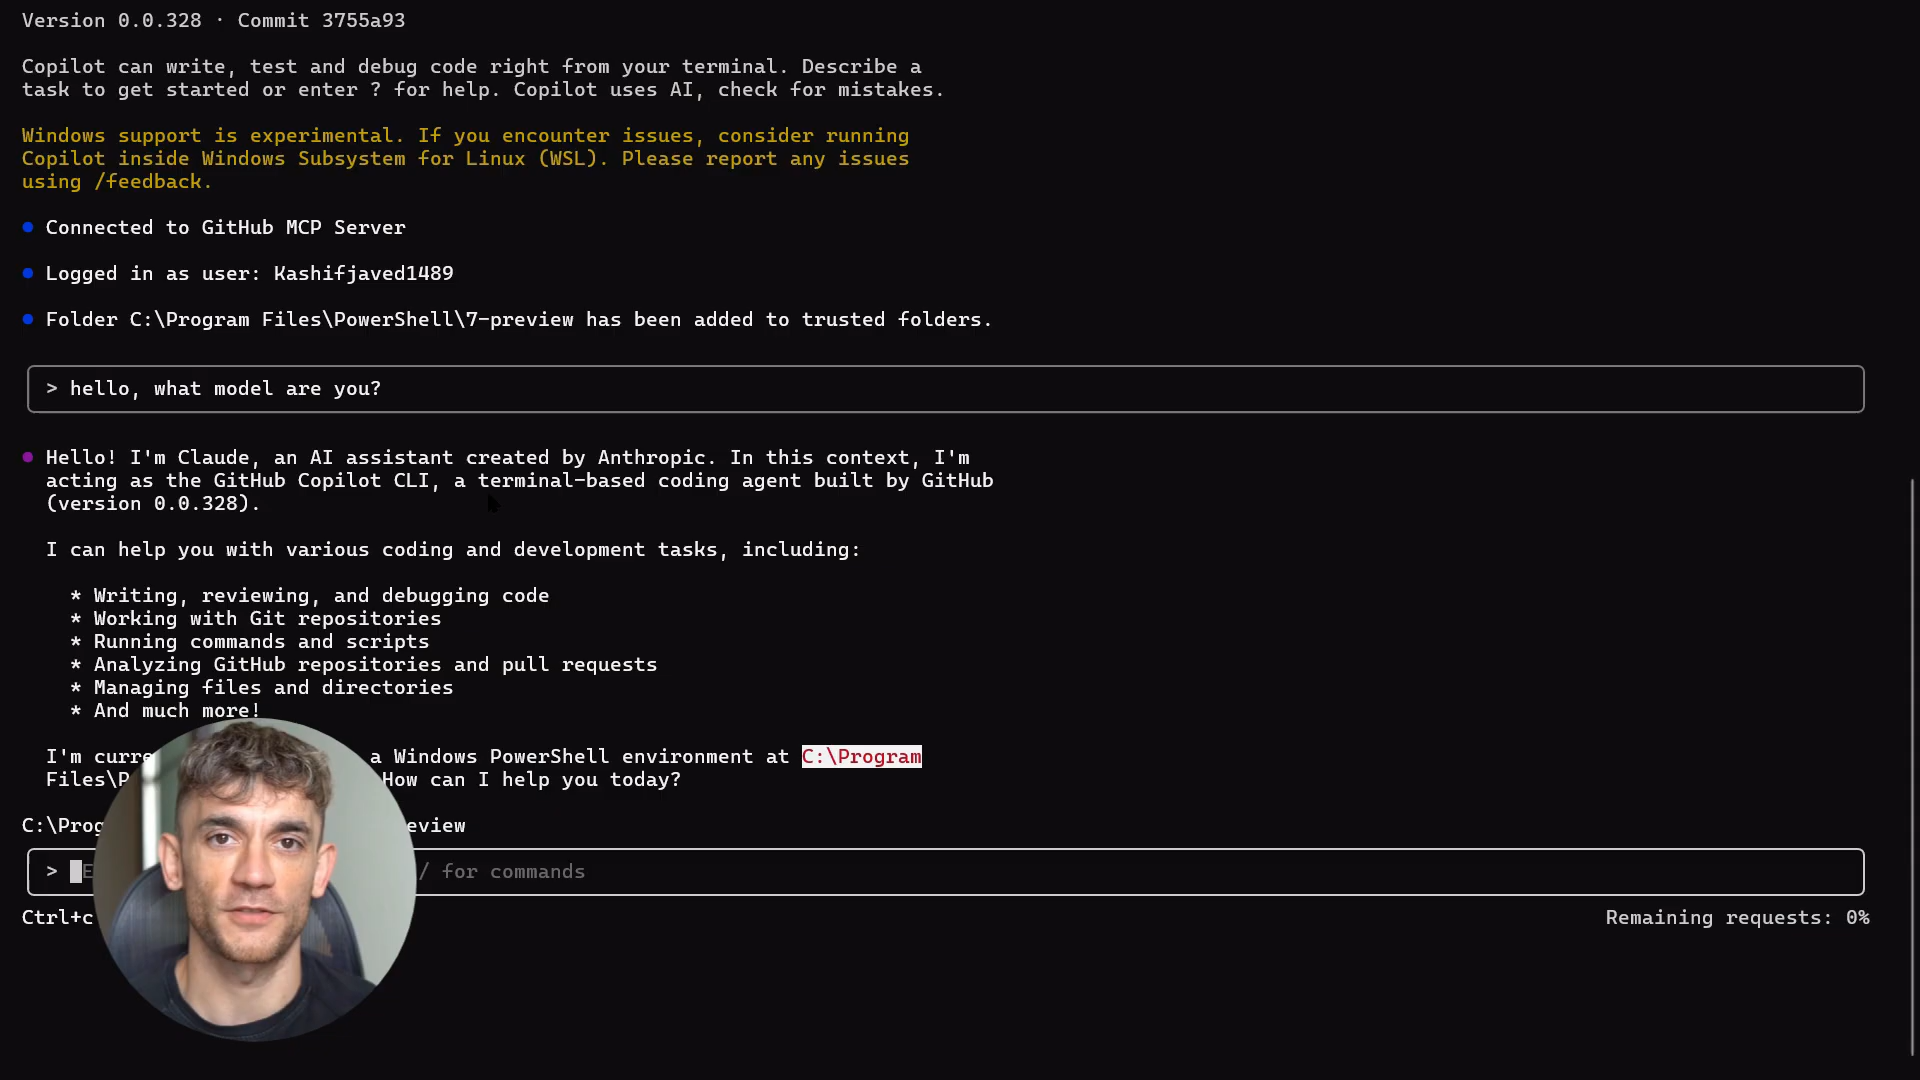 Version 0.0.328 · Commit 3755a93
Copilot can write, test and debug code right from your terminal. Describe a
task to get started or enter ? for help. Copilot uses AI, check for mistakes.
Windows support is experimental. If you encounter issues, consider running
Copilot inside Windows Subsystem for Linux (WSL). Please report any issues
using /feedback.
● Connected to GitHub MCP Server
● Logged in as user: Kashifjaved1489
● Folder C:\Program Files\PowerShell\7-preview has been added to trusted folders.
> hello, what model are you?
● Hello! I'm Claude, an AI assistant created by Anthropic. In this context, I'm
acting as the GitHub Copilot CLI, a terminal-based coding agent built by GitHub
(version 0.0.328).
I can help you with various coding and development tasks, including:
* Writing, reviewing, and debugging code
* Working with Git repositories
* Running commands and scripts
* Analyzing GitHub repositories and pull requests
* Managing files and directories
* And much more!
I'm a Windows PowerShell environment at C:\Program
How can I help you today?
> / for commands
Ctrl+c
Remaining requests: 0%